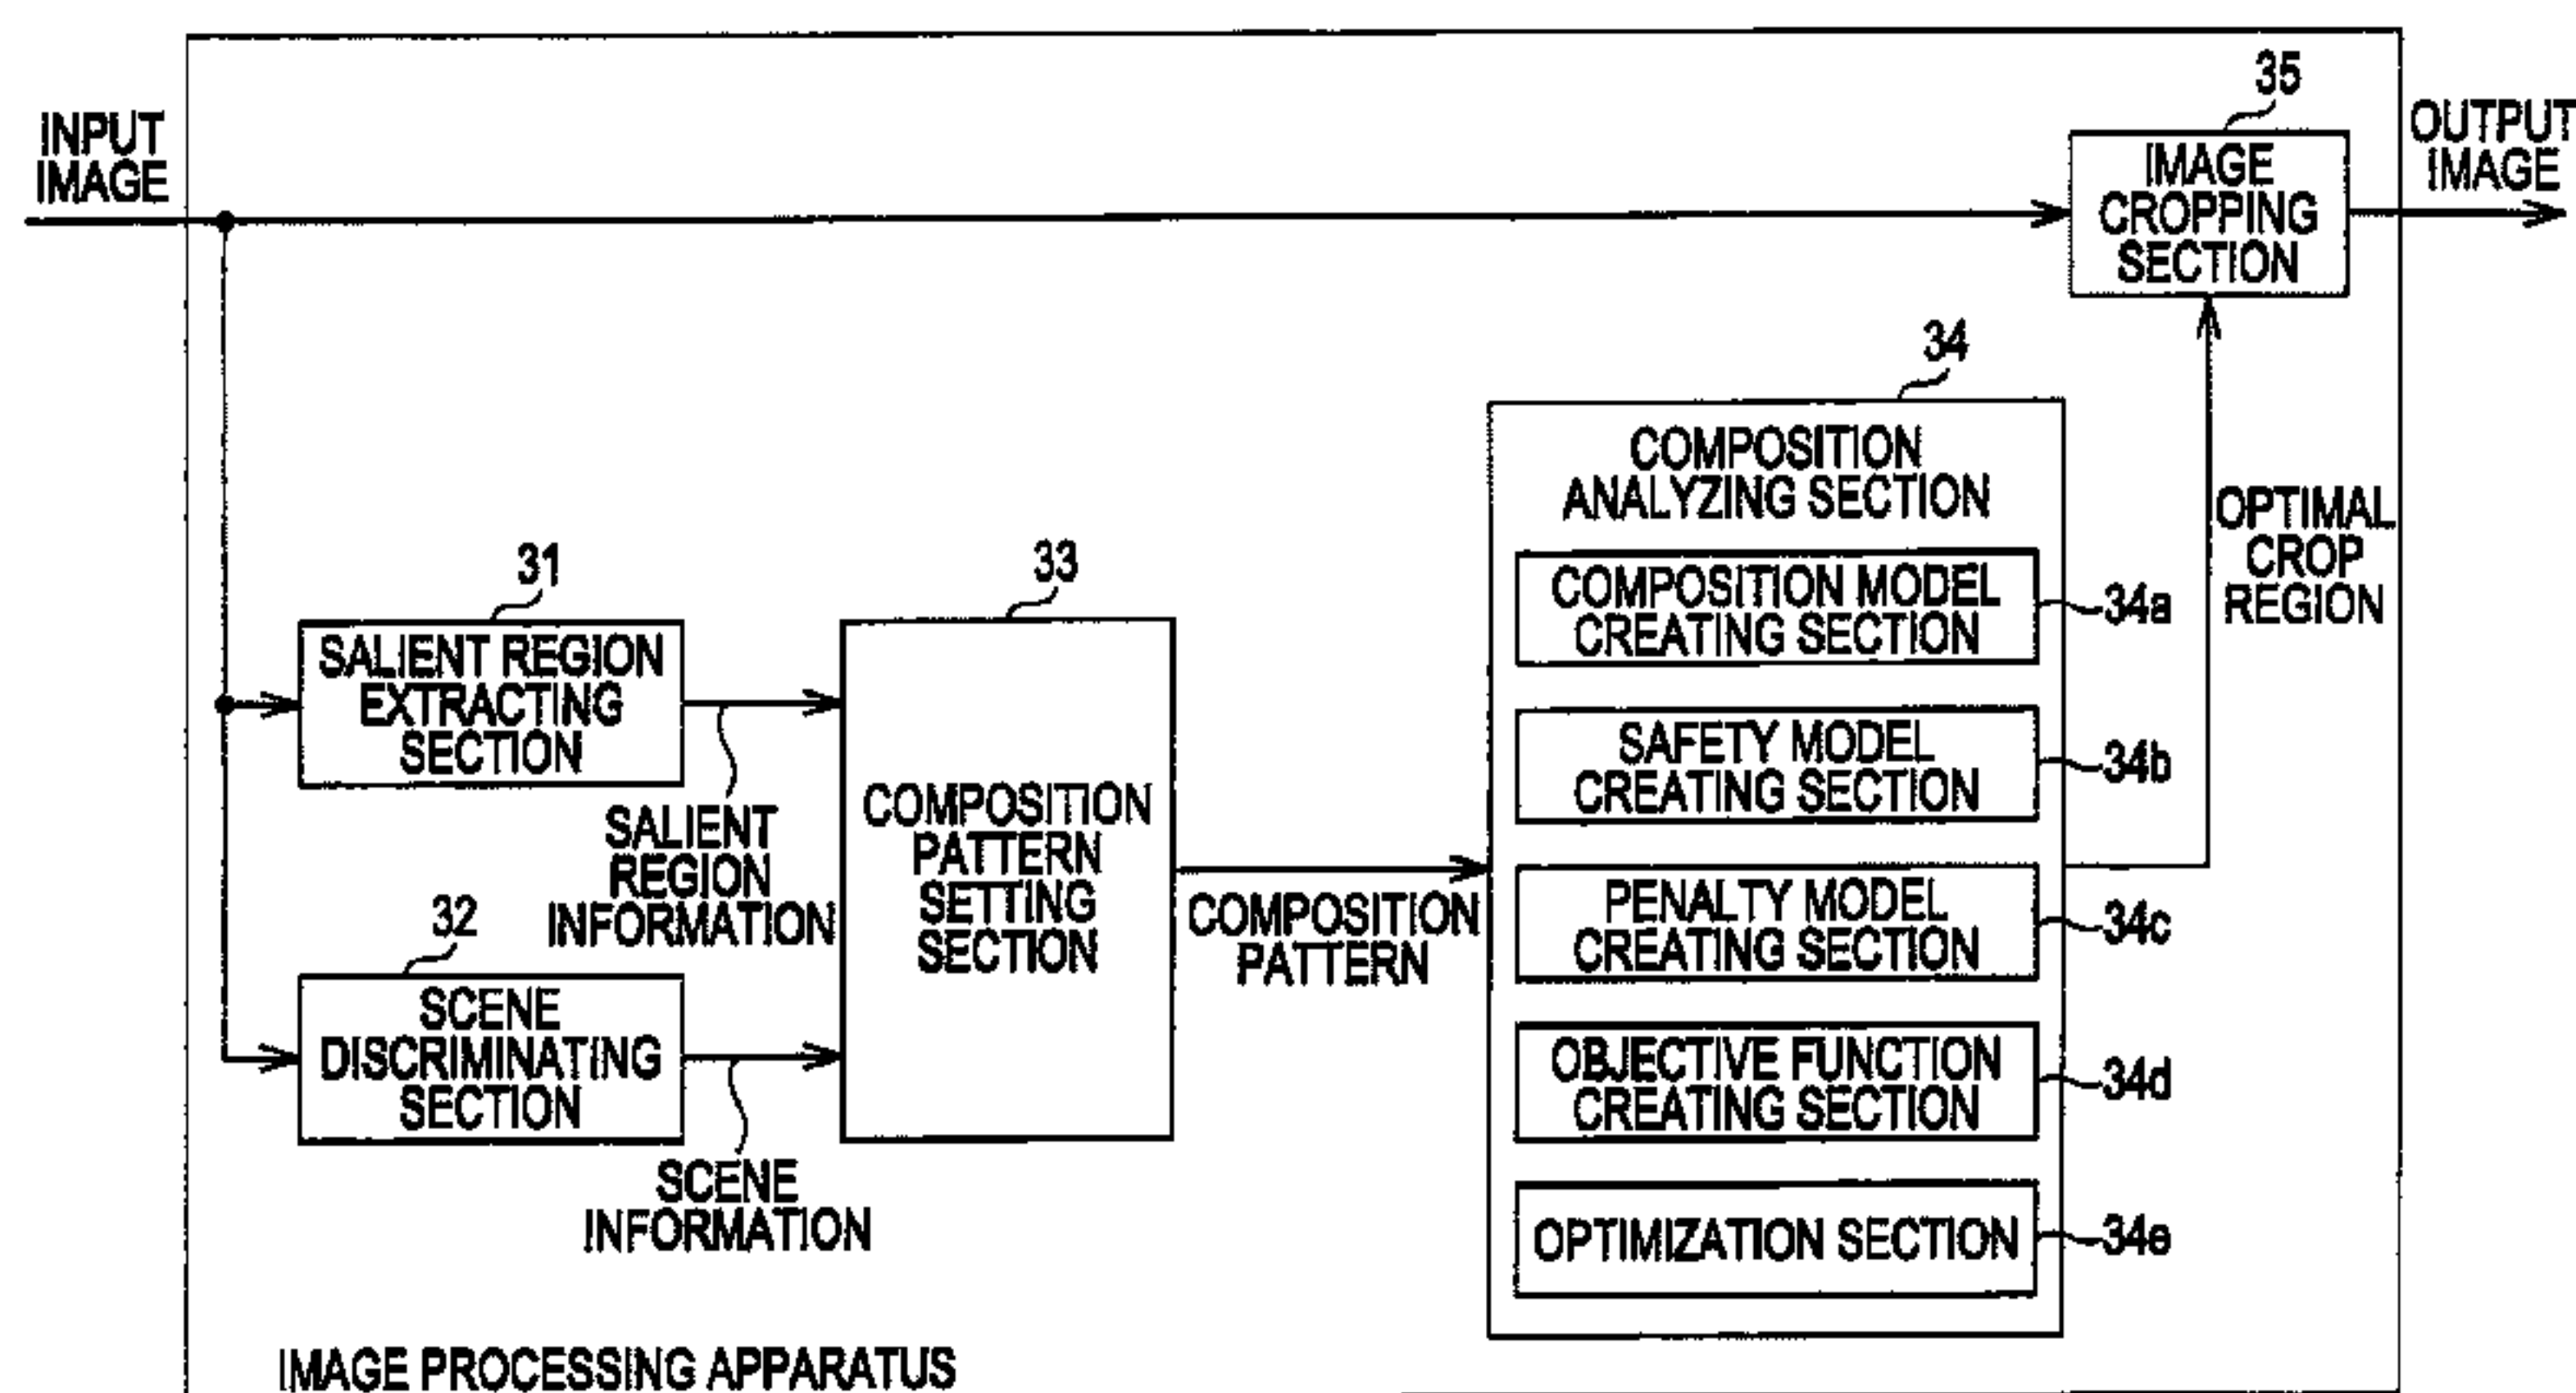 INPUT
IMAGE
35
IMAGE
CROPPING
SECTION
OUTPUT
IMAGE
34
COMPOSITION
ANALYZING SECTION
OPTIMAL
CROP
REGION
31
SALIENT REGION
EXTRACTING
SECTION
SALIENT
REGION
INFORMATION
32
SCENE
DISCRIMINATING
SECTION
SCENE
INFORMATION
33
COMPOSITION
PATTERN
SETTING
SECTION
COMPOSITION
PATTERN
COMPOSITION MODEL
CREATING SECTION
34a
SAFETY MODEL
CREATING SECTION
34b
PENALTY MODEL
CREATING SECTION
34c
OBJECTIVE FUNCTION
CREATING SECTION
34d
OPTIMIZATION SECTION
34e
IMAGE PROCESSING APPARATUS